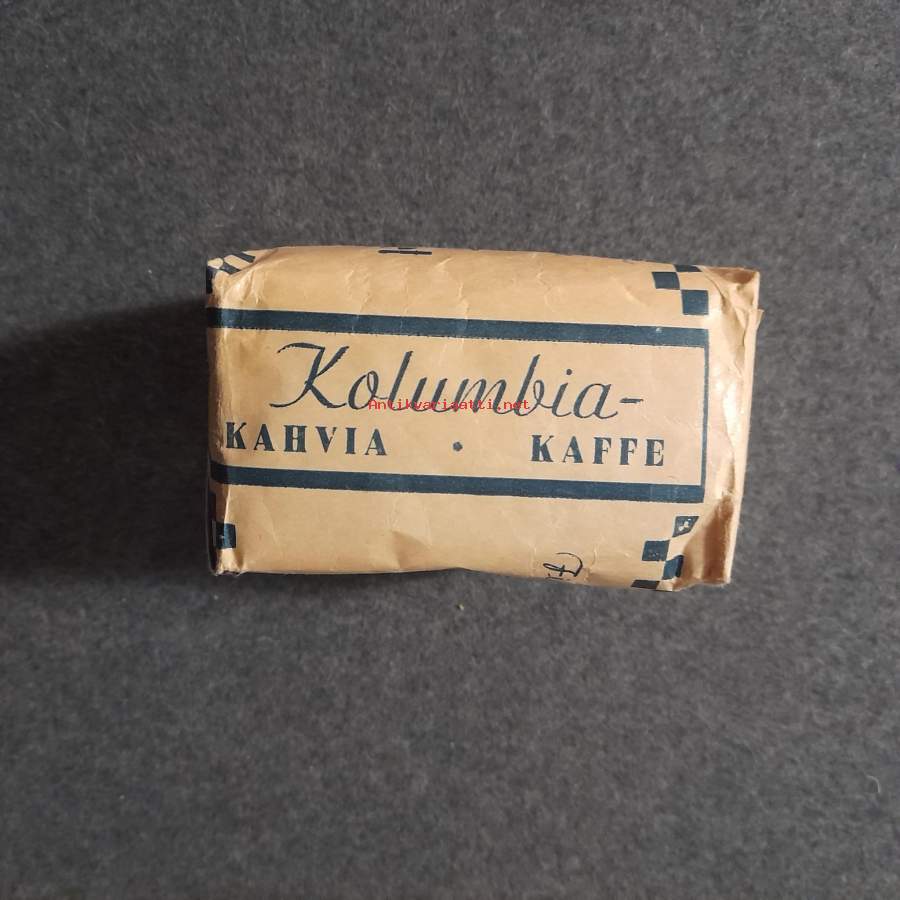 Kolumbia-
Antikvariaatti.net
KAHVIA • KAFFE